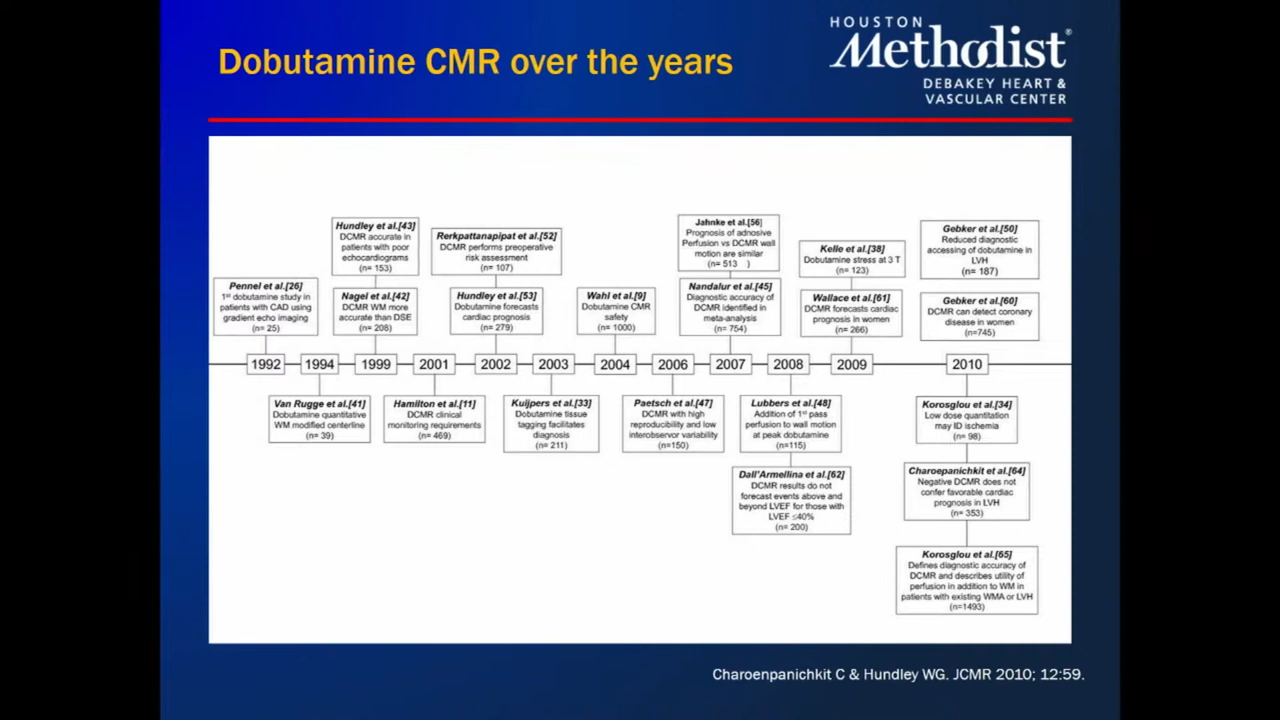 Dobutamine CMR over the years
HOUSTON
Methodist®
DEBAKEY HEART &
VASCULAR CENTER
Pennel et al.[26]
1st dobutamine study in
patients with CAD using
gradient echo imaging
(n= 25)
Hundley et al.[43]
DCMR accurate in
patients with poor
echocardiograms
(n= 153)
Nagel et al.[42]
DCMR WM more
accurate than DSE
(n= 208)
Rerkpattanapipat et al.[52]
DCMR performs preoperative
risk assessment
(n= 107)
Hundley et al.[53]
Dobutamine forecasts
cardiac prognosis
(n= 279)
Wahl et al.[9]
Dobutamine CMR
safety
(n= 1000)
Jahnke et al.[56]
Prognosis of adnosive
Perfusion vs DCMR wall
motion are similar
(n= 513 )
Nandalur et al.[45]
Diagnostic accuracy of
DCMR identified in
meta-analysis
(n= 754)
Kelle et al.[38]
Dobutamine stress at 3 T
(n= 123)
Wallace et al.[61]
DCMR forecasts cardiac
prognosis in women
(n= 266)
Gebker et al.[50]
Reduced diagnostic
accessing of dobutamine in
LVH
(n= 187)
Gebker et al.[60]
DCMR can detect coronary
disease in women
(n=745)
1992 1994 1999 2001 2002 2003 2004 2006 2007 2008 2009 2010
Van Rugge et al.[41]
Dobutamine quantitative
WM modified centerline
(n= 39)
Hamilton et al.[11]
DCMR clinical
monitoring requirements
(n= 469)
Kuijpers et al.[33]
Dobutamine tissue
tagging facilitates
diagnosis
(n= 211)
Paetsch et al.[47]
DCMR with high
reproducibility and low
interobservor variability
(n=150)
Lubbers et al.[48]
Addition of 1st pass
perfusion to wall motion
at peak dobutamine
(n=115)
Dall'Armellina et al.[62]
DCMR results do not
forecast events above and
beyond LVEF for those with
LVEF ≤40%
(n= 200)
Korosglou et al.[34]
Low dose quantitation
may ID ischemia
(n= 98)
Charoepanichkit et al.[64]
Negative DCMR does not
confer favorable cardiac
prognosis in LVH
(n= 353)
Korosglou et al.[65]
Defines diagnostic accuracy of
DCMR and describes utility of
perfusion in addition to WM in
patients with existing WMA or LVH
(n=1493)
Charoenpanichkit C & Hundley WG. JCMR 2010; 12:59.